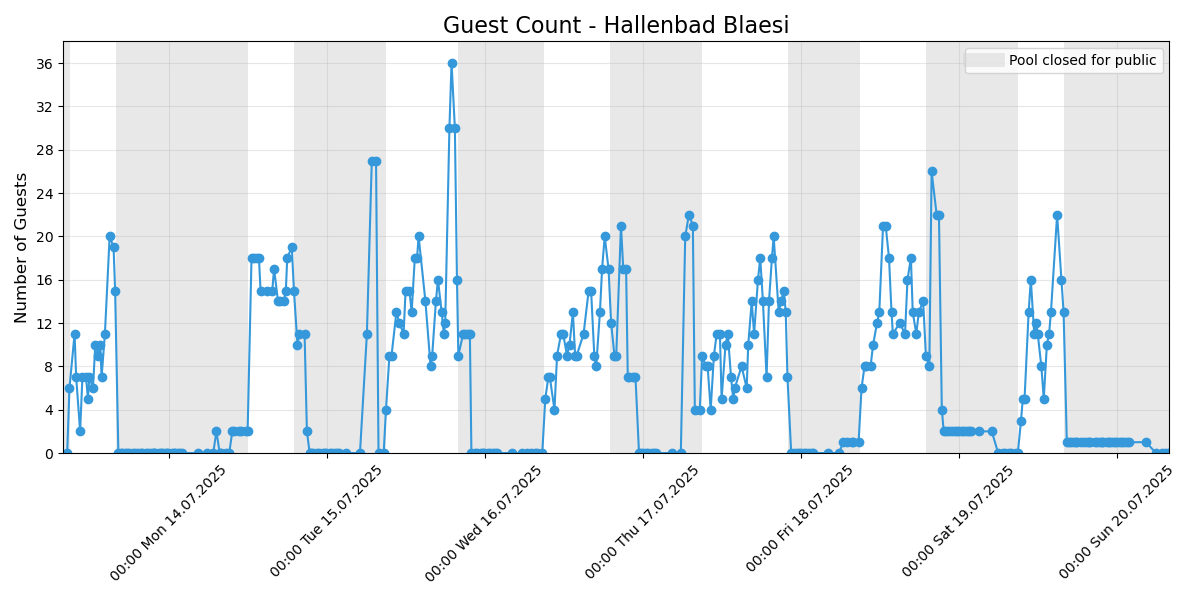 Guest Count - Hallenbad Blaesi
Pool closed for public
Number of Guests
36
32
28
24
20
16
12
8
4
0
00:00 Mon 14.07.2025
00:00 Tue 15.07.2025
00:00 Wed 16.07.2025
00:00 Thu 17.07.2025
00:00 Fri 18.07.2025
00:00 Sat 19.07.2025
00:00 Sun 20.07.2025